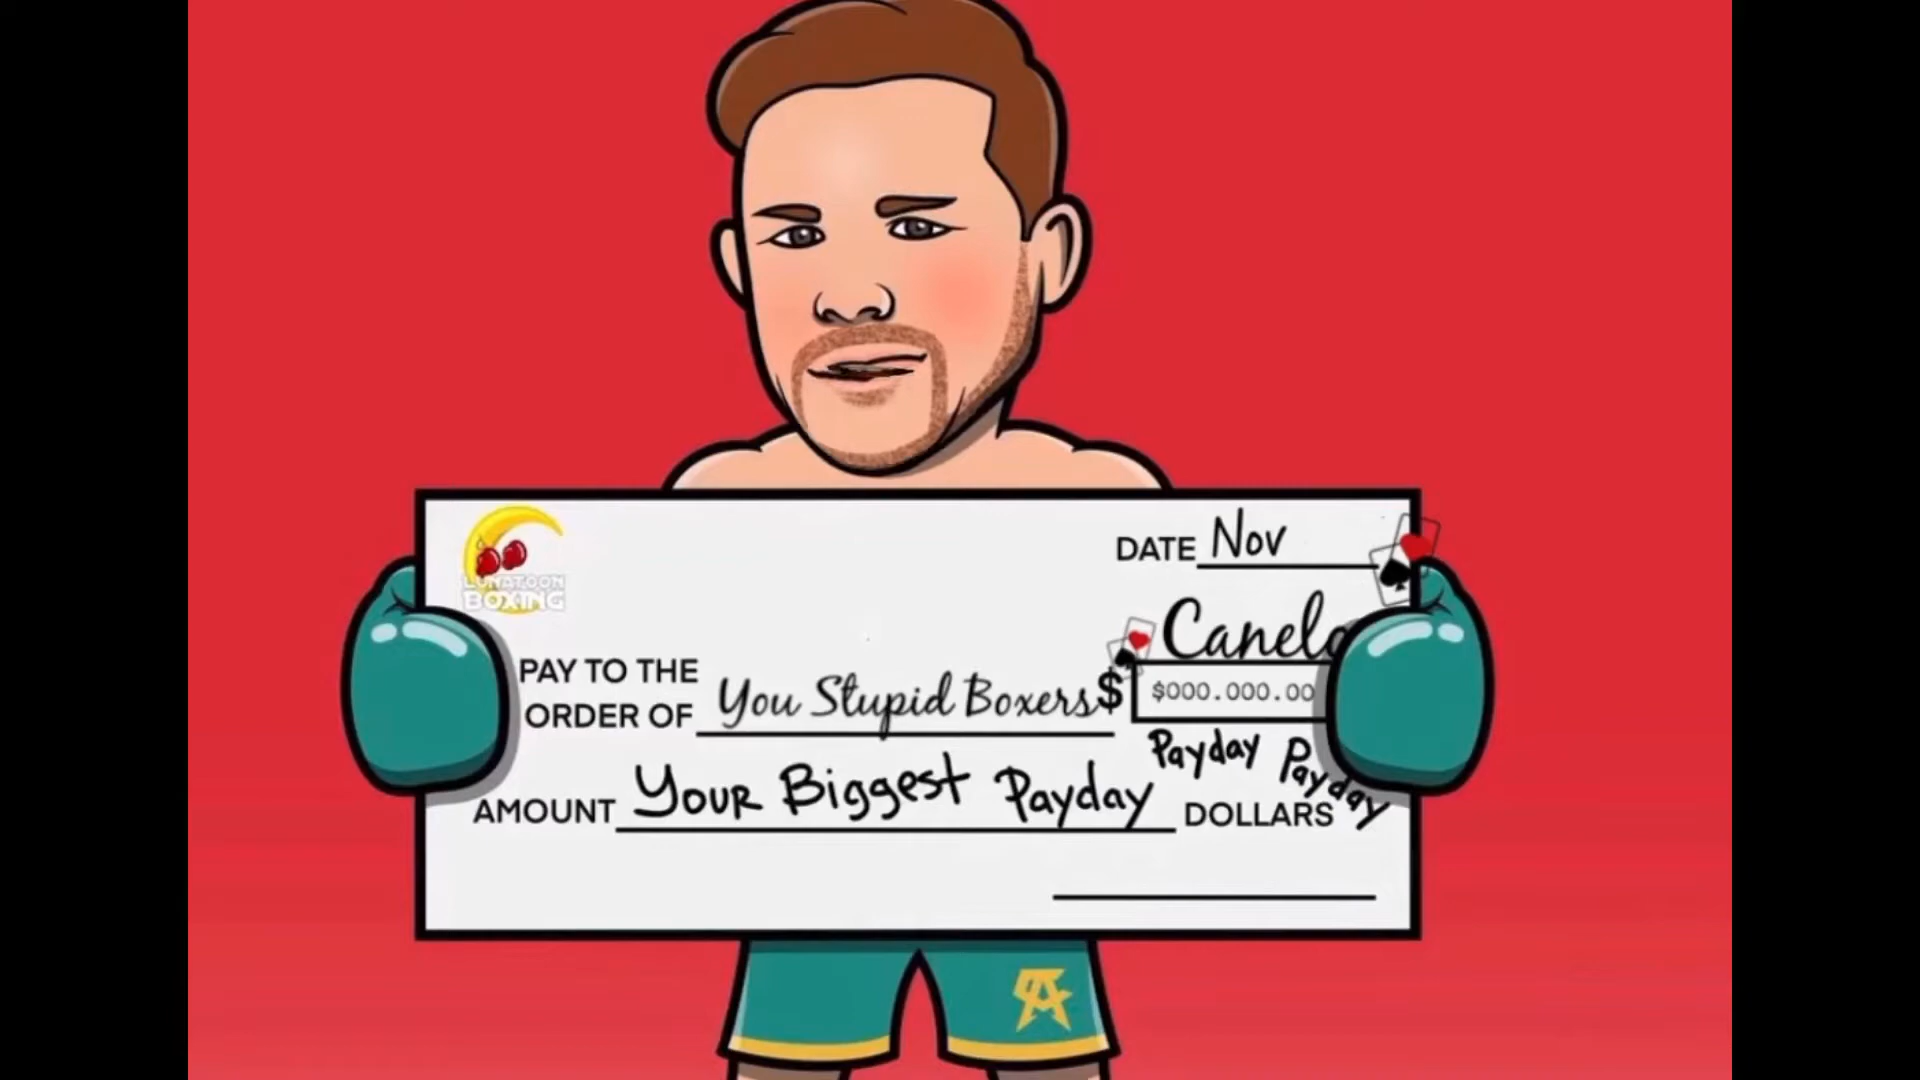 LUNATOON
BOXING
DATE Nov
Canelo
PAY TO THE
ORDER OF You Stupid Boxers $ $000.000.00
Payday Payday
AMOUNT Your Biggest Payday DOLLARS